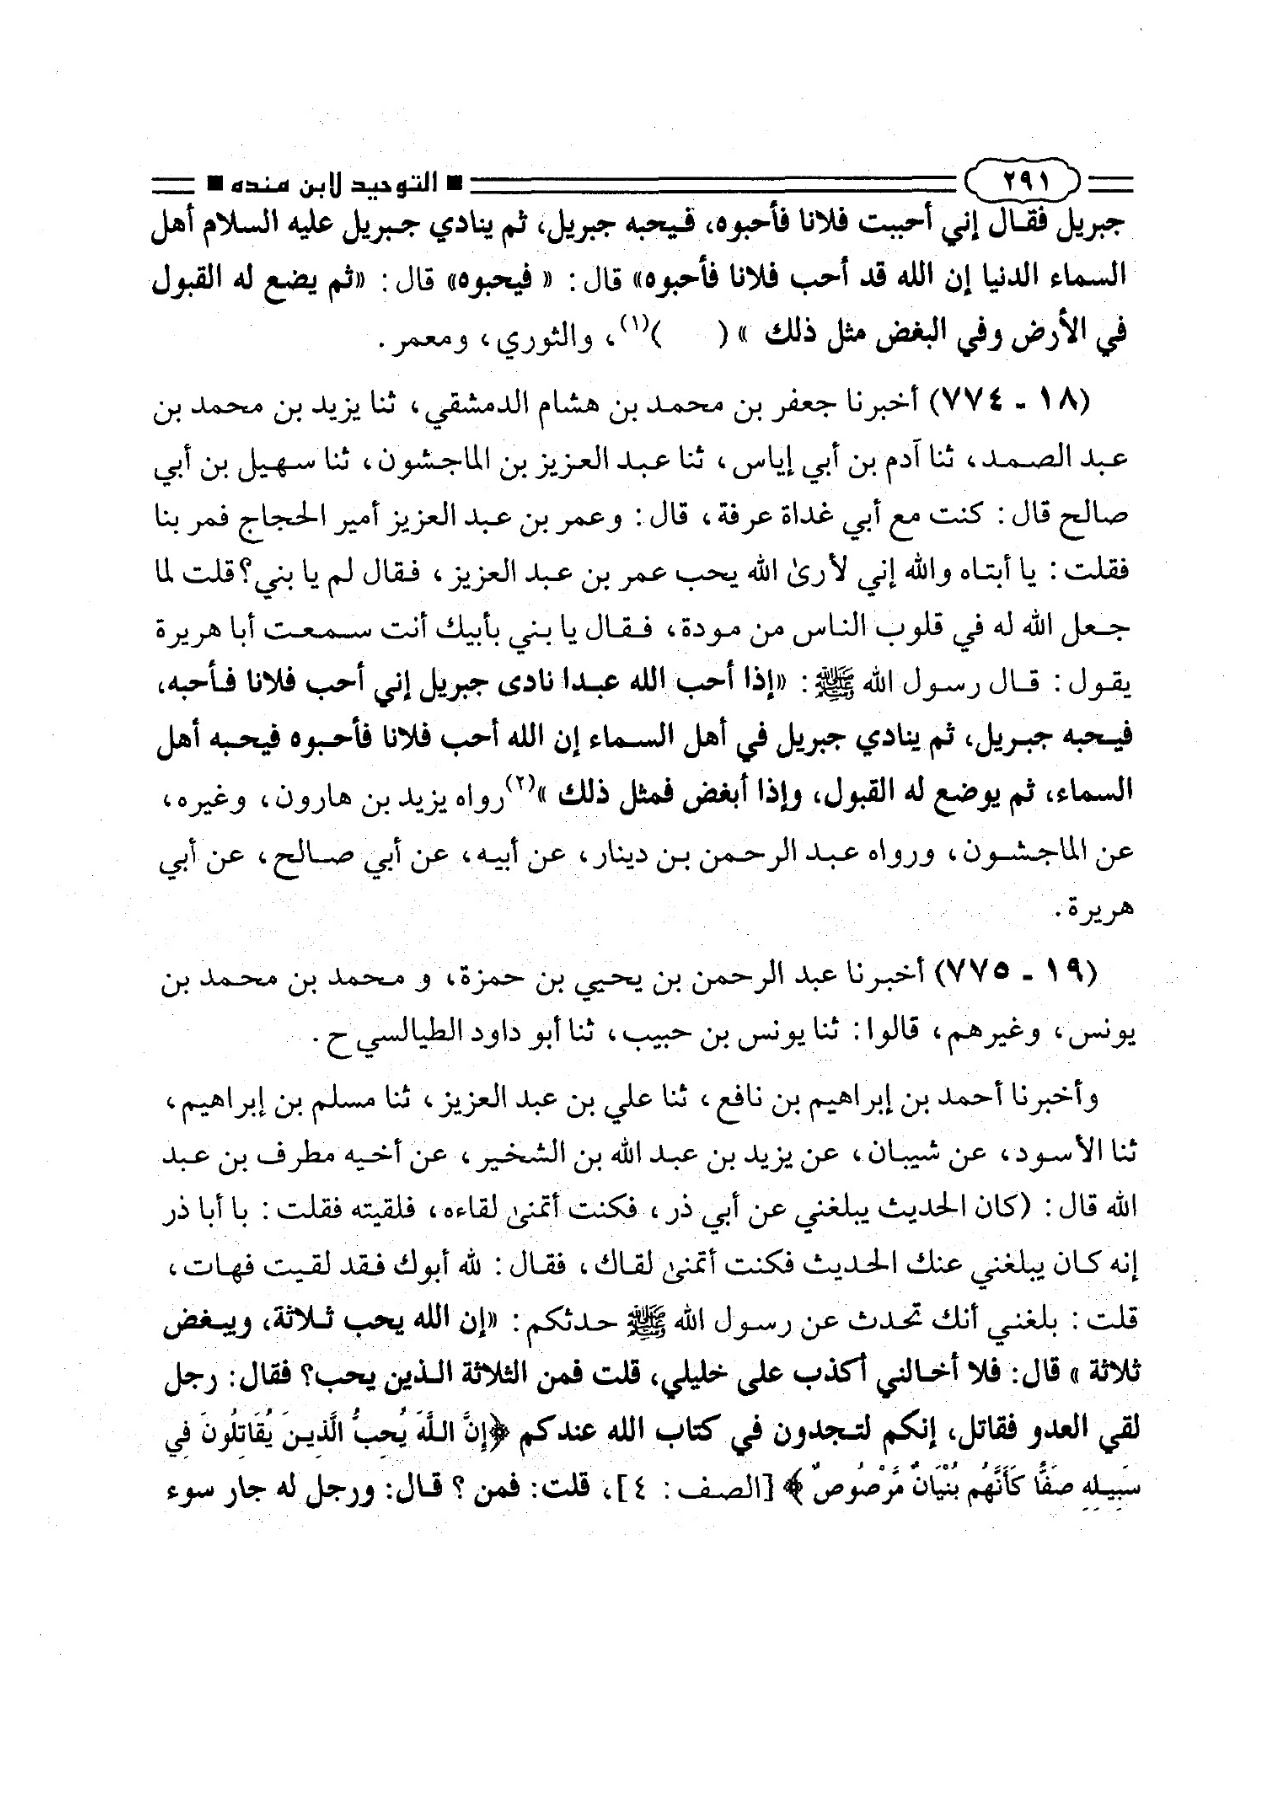 ٢٩١ ■ التوحيد لابن منده ■
جبريل فقال إني أحببت فلانا فأحبوه، فيحبه جبريل، ثم ينادي جبريل عليه السلام أهل
السماء الدنيا إن الله قد أحب فلانا فأحبوه» قال: « فيحبوه» قال: «ثم يضع له القبول
في الأرض وفي البغض مثل ذلك » ( )(١)، والثوري، ومعمر.
(١٨ - ٧٧٤) أخبرنا جعفر بن محمد بن هشام الدمشقي، ثنا يزيد بن محمد بن
عبد الصمد، ثنا آدم بن أبي إياس، ثنا عبد العزيز بن الماجشون، ثنا سهيل بن أبي
صالح قال: كنت مع أبي غداة عرفة، قال: وعمر بن عبد العزيز أمير الحجاج فمر بنا
فقلت: يا أبتاه والله إني لأرىٰ الله يحب عمر بن عبد العزيز، فقال لم يا بني؟ قلت لما
جعل الله له في قلوب الناس من مودة، فقال يا بني بأبيك أنت سمعت أبا هريرة
يقول: قال رسول الله ﷺ: «إذا أحب الله عبدا نادى جبريل إني أحب فلانا فأحبه،
فيحبه جبريل، ثم ينادي جبريل في أهل السماء إن الله أحب فلانا فأحبوه فيحبه أهل
السماء، ثم يوضع له القبول، وإذا أبغض فمثل ذلك »(٢) رواه يزيد بن هارون، وغيره،
عن الماجشون، ورواه عبد الرحمن بن دينار، عن أبيه، عن أبي صالح، عن أبي
هريرة.
(١٩ - ٧٧٥) أخبرنا عبد الرحمن بن يحيي بن حمزة، و محمد بن محمد بن
يونس، وغيرهم، قالوا: ثنا يونس بن حبيب، ثنا أبو داود الطيالسي ح.
وأخبرنا أحمد بن إبراهيم بن نافع، ثنا علي بن عبد العزيز، ثنا مسلم بن إبراهيم،
ثنا الأسود، عن شيبان، عن يزيد بن عبد الله بن الشخير، عن أخيه مطرف بن عبد
الله قال: (كان الحديث يبلغني عن أبي ذر، فكنت أتمنىٰ لقاءه، فلقيته فقلت: با أبا ذر
إنه كان يبلغني عنك الحديث فكنت أتمنىٰ لقاك، فقال: لله أبوك فقد لقيت فهات،
قلت: بلغني أنك تحدث عن رسول الله ﷺ حدثكم: «إن الله يحب ثلاثة، ويبغض
ثلاثة » قال: فلا أخالني أكذب على خليلي، قلت فمن الثلاثة الذين يحب؟ فقال: رجل
لقي العدو فقاتل، إنكم لتجدون في كتاب الله عندكم ﴿إِنَّ اللَّهَ يُحِبُّ الَّذِينَ يُقَاتِلُونَ فِي
سَبِيلِهِ صَفًّا كَأَنَّهُم بُنْيَانٌ مَّرْصُوصٌ ﴾ [الصف: ٤]، قلت: فمن ؟ قال: ورجل له جار سوء